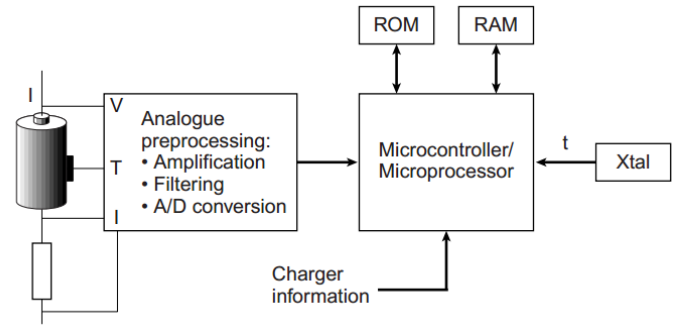 ROM
RAM
I
V
T
I
Analogue
preprocessing:
• Amplification
• Filtering
• A/D conversion
Microcontroller/
Microprocessor
t
Xtal
Charger
information